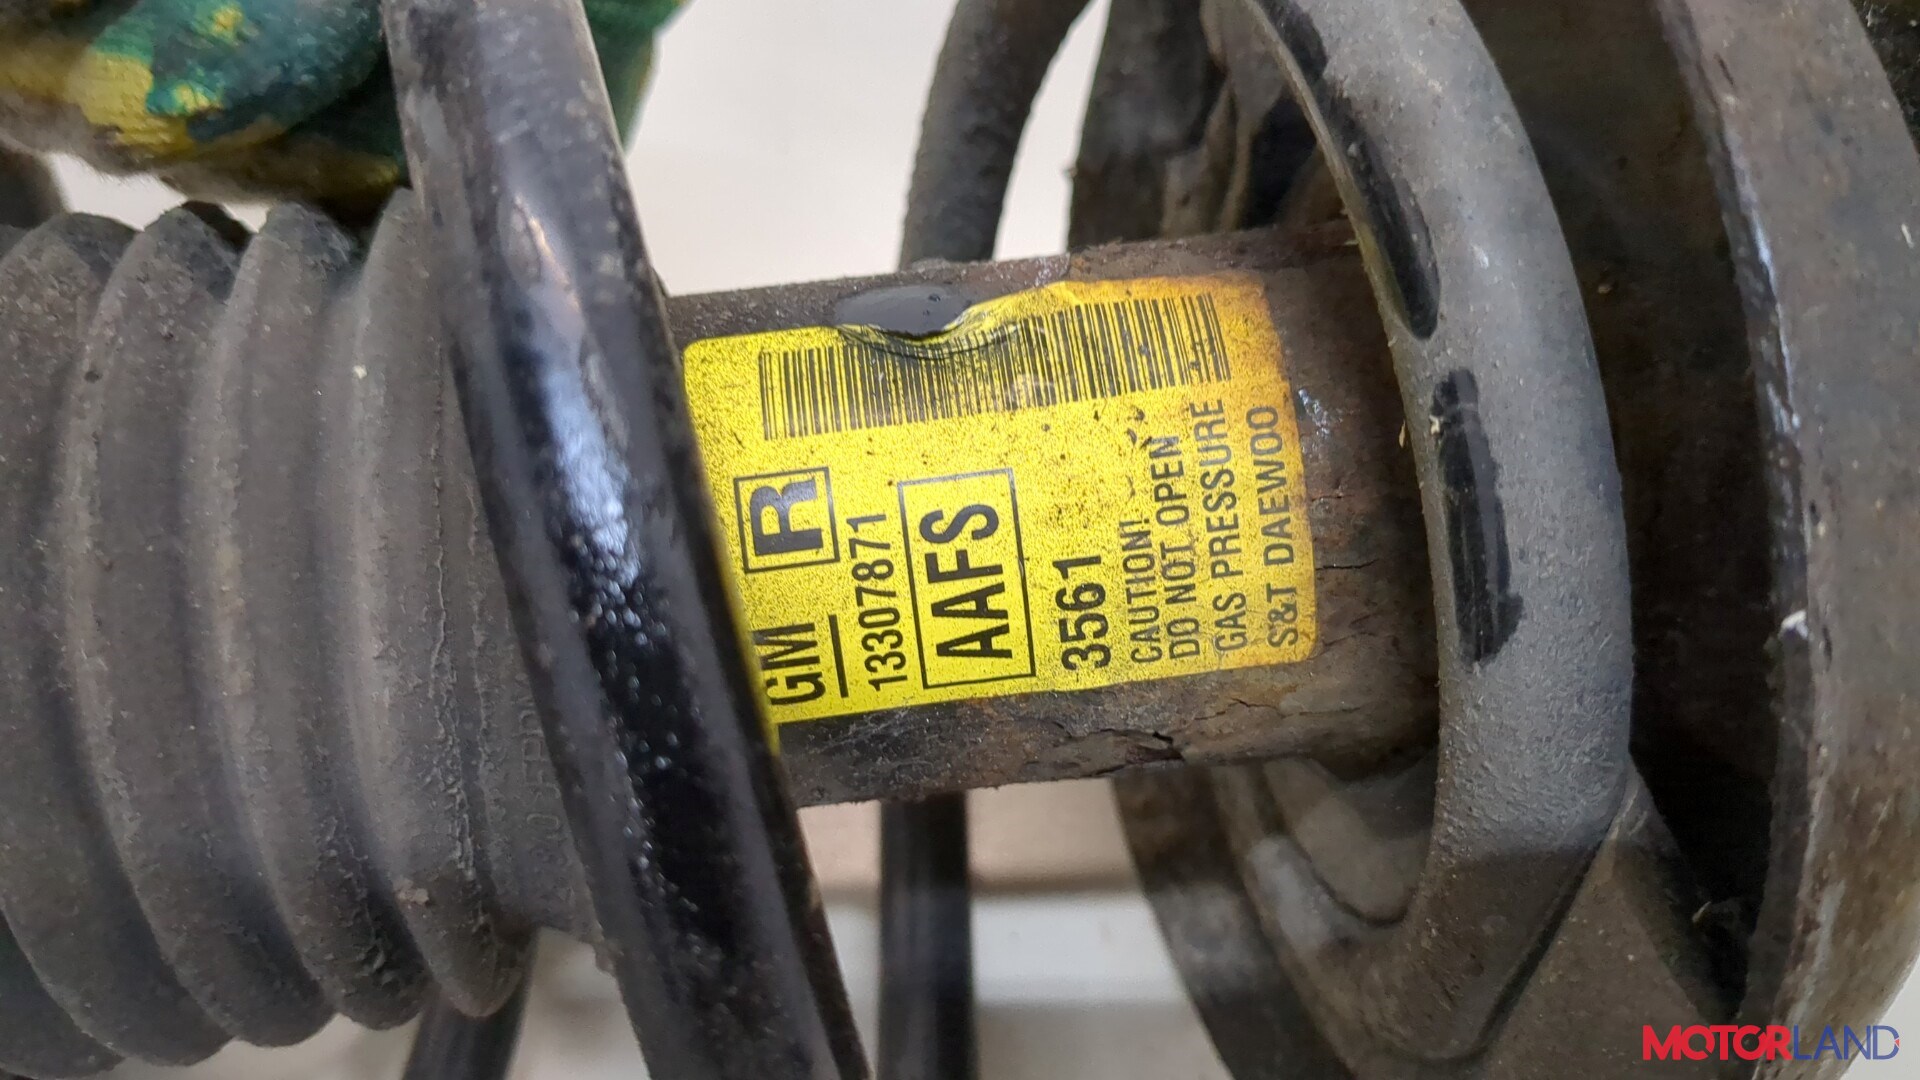 GM R
13307871
AAFS
3561
CAUTION!
DO NOT OPEN
GAS PRESSURE
S&T DAEWOO
MOTORLAND